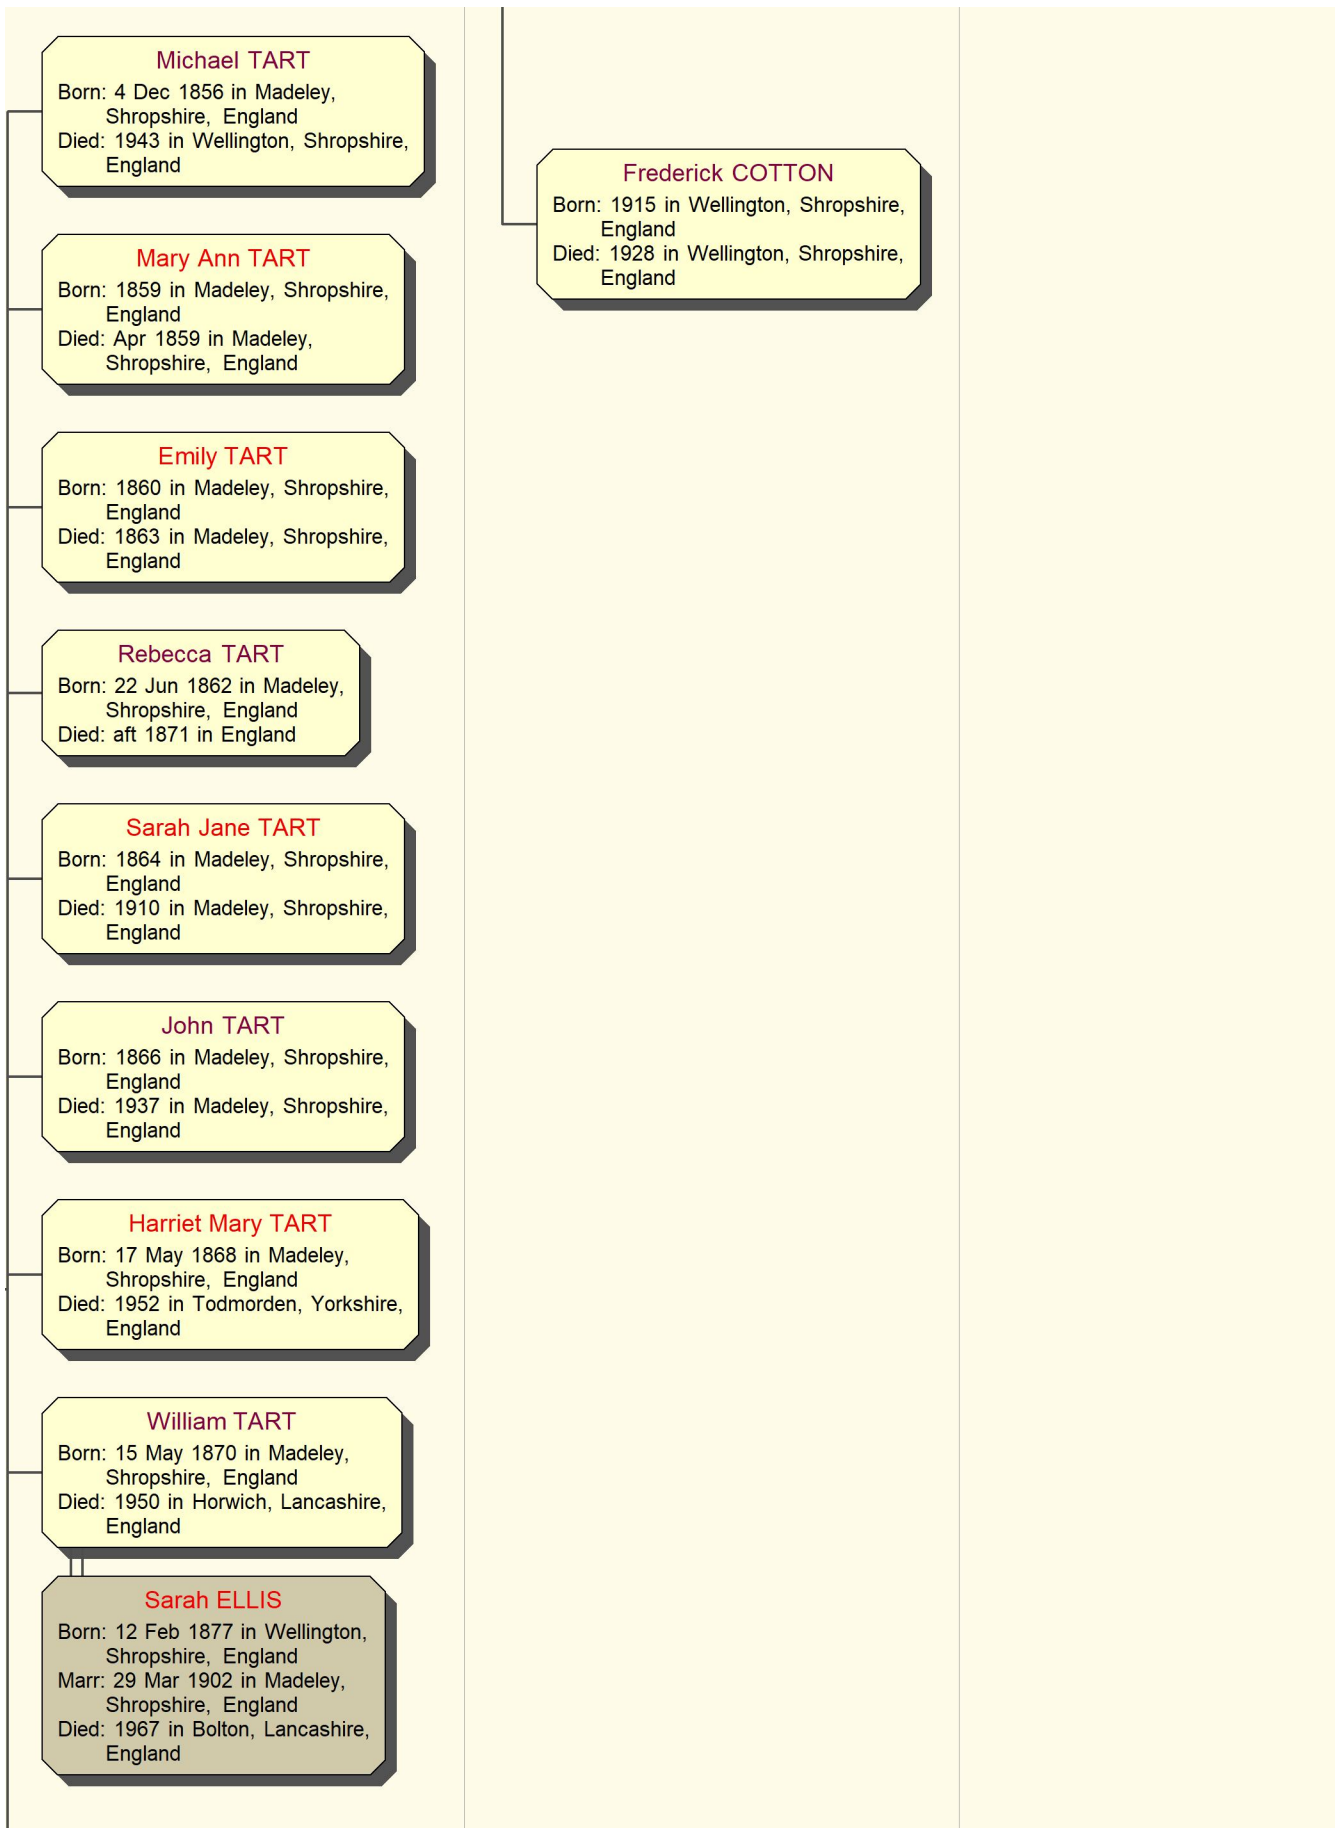 Michael TART
Born: 4 Dec 1856 in Madeley,
Shropshire, England
Died: 1943 in Wellington, Shropshire,
England
Mary Ann TART
Born: 1859 in Madeley, Shropshire,
England
Died: Apr 1859 in Madeley,
Shropshire, England
Emily TART
Born: 1860 in Madeley, Shropshire,
England
Died: 1863 in Madeley, Shropshire,
England
Rebecca TART
Born: 22 Jun 1862 in Madeley,
Shropshire, England
Died: aft 1871 in England
Sarah Jane TART
Born: 1864 in Madeley, Shropshire,
England
Died: 1910 in Madeley, Shropshire,
England
John TART
Born: 1866 in Madeley, Shropshire,
England
Died: 1937 in Madeley, Shropshire,
England
Harriet Mary TART
Born: 17 May 1868 in Madeley,
Shropshire, England
Died: 1952 in Todmorden, Yorkshire,
England
William TART
Born: 15 May 1870 in Madeley,
Shropshire, England
Died: 1950 in Horwich, Lancashire,
England
Sarah ELLIS
Born: 12 Feb 1877 in Wellington,
Shropshire, England
Marr: 29 Mar 1902 in Madeley,
Shropshire, England
Died: 1967 in Bolton, Lancashire,
England
Frederick COTTON
Born: 1915 in Wellington, Shropshire,
England
Died: 1928 in Wellington, Shropshire,
England